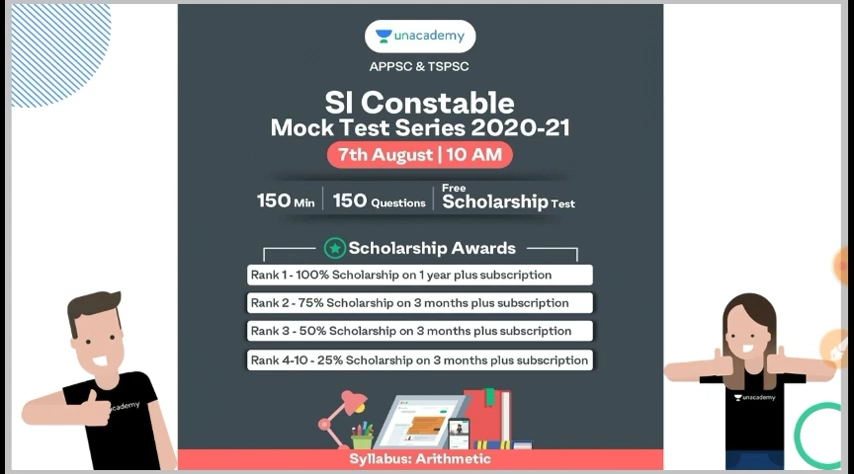 unacademy
APPSC & TSPSC
SI Constable
Mock Test Series 2020-21
7th August | 10 AM
150 Min | 150 Questions | Free Scholarship Test
Scholarship Awards
Rank 1 - 100% Scholarship on 1 year plus subscription
Rank 2 - 75% Scholarship on 3 months plus subscription
Rank 3 - 50% Scholarship on 3 months plus subscription
Rank 4-10 - 25% Scholarship on 3 months plus subscription
unacademy
Syllabus: Arithmetic